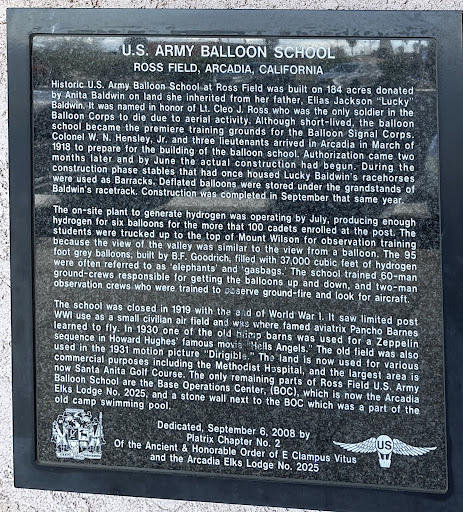 U.S. ARMY BALLOON SCHOOL
ROSS FIELD, ARCADIA, CALIFORNIA
Historic U.S. Army Balloon School at Ross Field was built on 184 acres donated
by Anita Baldwin on land she inherited from her father, Elias Jackson "Lucky"
Baldwin. It was named in honor of Lt. Cleo J. Ross who was the only soldier in the
Balloon Corps to die due to aerial activity. Although short-lived, the balloon
school became the premiere training grounds for the Balloon Signal Corps.
Colonel W. N. Hensley, Jr. and three lieutenants arrived in Arcadia in March of
1918 to prepare for the building of the balloon school. Authorization came two
months later and by June the actual construction had begun. During the
construction phase stables that had once housed Lucky Baldwin's racehorses
were used as Barracks. Deflated balloons were stored under the grandstands of
Baldwin's racetrack. Construction was completed in September that same year.
The on-site plant to generate hydrogen was operating by July, producing enough
hydrogen for six balloons for the more that 100 cadets enrolled at the post. The
students were trucked up to the top of Mount Wilson for observation training
because the view of the valley was similar to the view from a balloon. The 95
foot grey balloons, built by B.F. Goodrich, filled with 37,000 cubic feet of hydrogen
were often referred to as 'elephants' and 'gasbags.' The school trained 60-man
ground-crews responsible for getting the balloons up and down, and two-man
observation crews who were trained to observe ground-fire and look for aircraft.
The school was closed in 1919 with the end of World War I. It saw limited post
WWI use as a small civilian air field and was where famed aviatrix Pancho Barnes
learned to fly. In 1930 one of the old blimp barns was used for a Zeppelin
sequence in Howard Hughes' famous movie "Hells Angels." The old field was also
used in the 1931 motion picture "Dirigible." The land is now used for various
commercial purposes including the Methodist Hospital, and the largest area is
now Santa Anita Golf Course. The only remaining parts of Ross Field U.S. Army
Balloon School are the Base Operations Center, (BOC), which is now the Arcadia
Elks Lodge No. 2025, and a stone wall next to the BOC which was a part of the
old camp swimming pool.
Dedicated, September 6, 2008 by
Platrix Chapter No. 2
Of the Ancient & Honorable Order of E Clampus Vitus
and the Arcadia Elks Lodge No. 2025
US